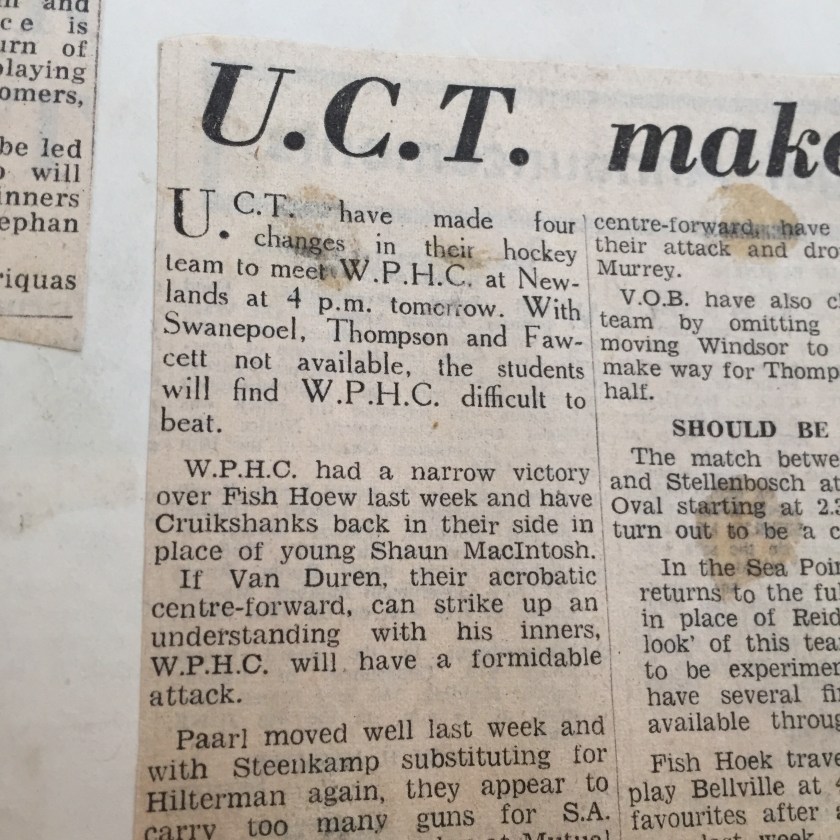 and
is
urn of
playing
omers,
be led
will
inners
ephan
riquas
U.C.T. make
U.C.T. have made four
changes in their hockey
team to meet W.P.H.C. at New-
lands at 4 p.m. tomorrow. With
Swanepoel, Thompson and Faw-
cett not available, the students
will find W.P.H.C. difficult to
beat.
W.P.H.C. had a narrow victory
over Fish Hoew last week and have
Cruikshanks back in their side in
place of young Shaun MacIntosh.
If Van Duren, their acrobatic
centre-forward, can strike up an
understanding with his inners,
W.P.H.C. will have a formidable
attack.
Paarl moved well last week and
with Steenkamp substituting for
Hilterman again, they appear to
carry too many guns for S.A.
at Mutual
centre-forward, have
their attack and dro
Murrey.
V.O.B. have also c
team by omitting
moving Windsor to
make way for Thomp
half.
SHOULD BE
The match betwe
and Stellenbosch at
Oval starting at 2.3
turn out to be a c
In the Sea Poin
returns to the ful
in place of Reid
look' of this tea
to be experimen
have several fi
available throug
Fish Hoek trave
play Bellville at 4
favourites after
last week.